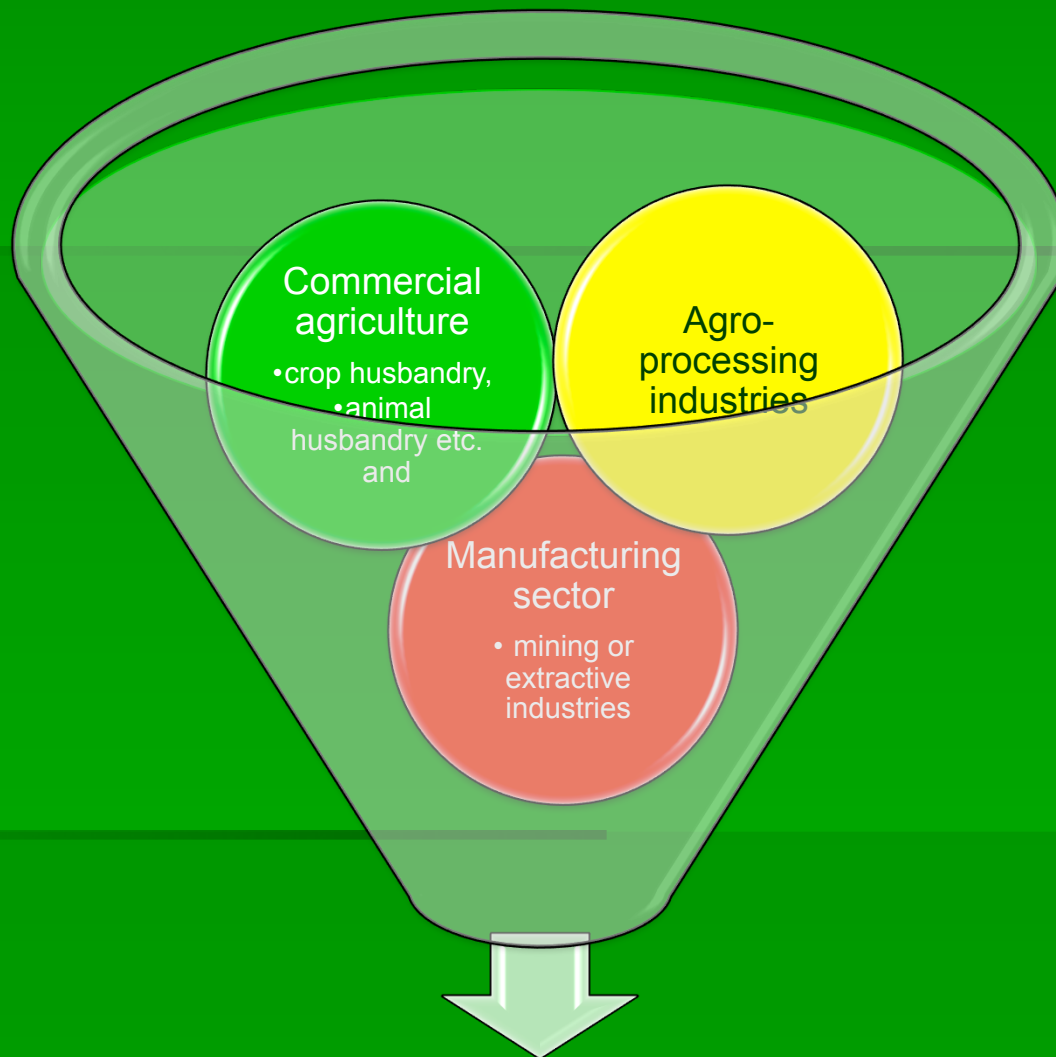 Commercial
agriculture
•crop husbandry,
•animal
husbandry etc.
and
Agro-
processing
industries
Manufacturing
sector
• mining or
extractive
industries